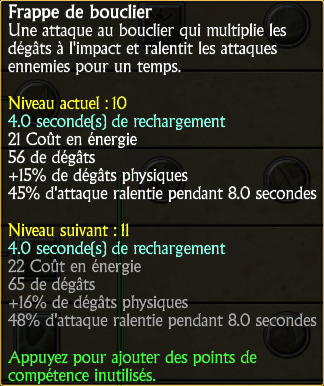 Frappe de bouclier
Une attaque au bouclier qui multiplie les
dégâts à l'impact et ralentit les attaques
ennemies pour un temps.
Niveau actuel : 10
4.0 seconde(s) de rechargement
21 Coût en énergie
56 de dégâts
+15% de dégâts physiques
45% d'attaque ralentie pendant 8.0 secondes
Niveau suivant : 11
4.0 seconde(s) de rechargement
22 Coût en énergie
65 de dégâts
+16% de dégâts physiques
48% d'attaque ralentie pendant 8.0 secondes
Appuyez pour ajouter des points de
compétence inutilisés.